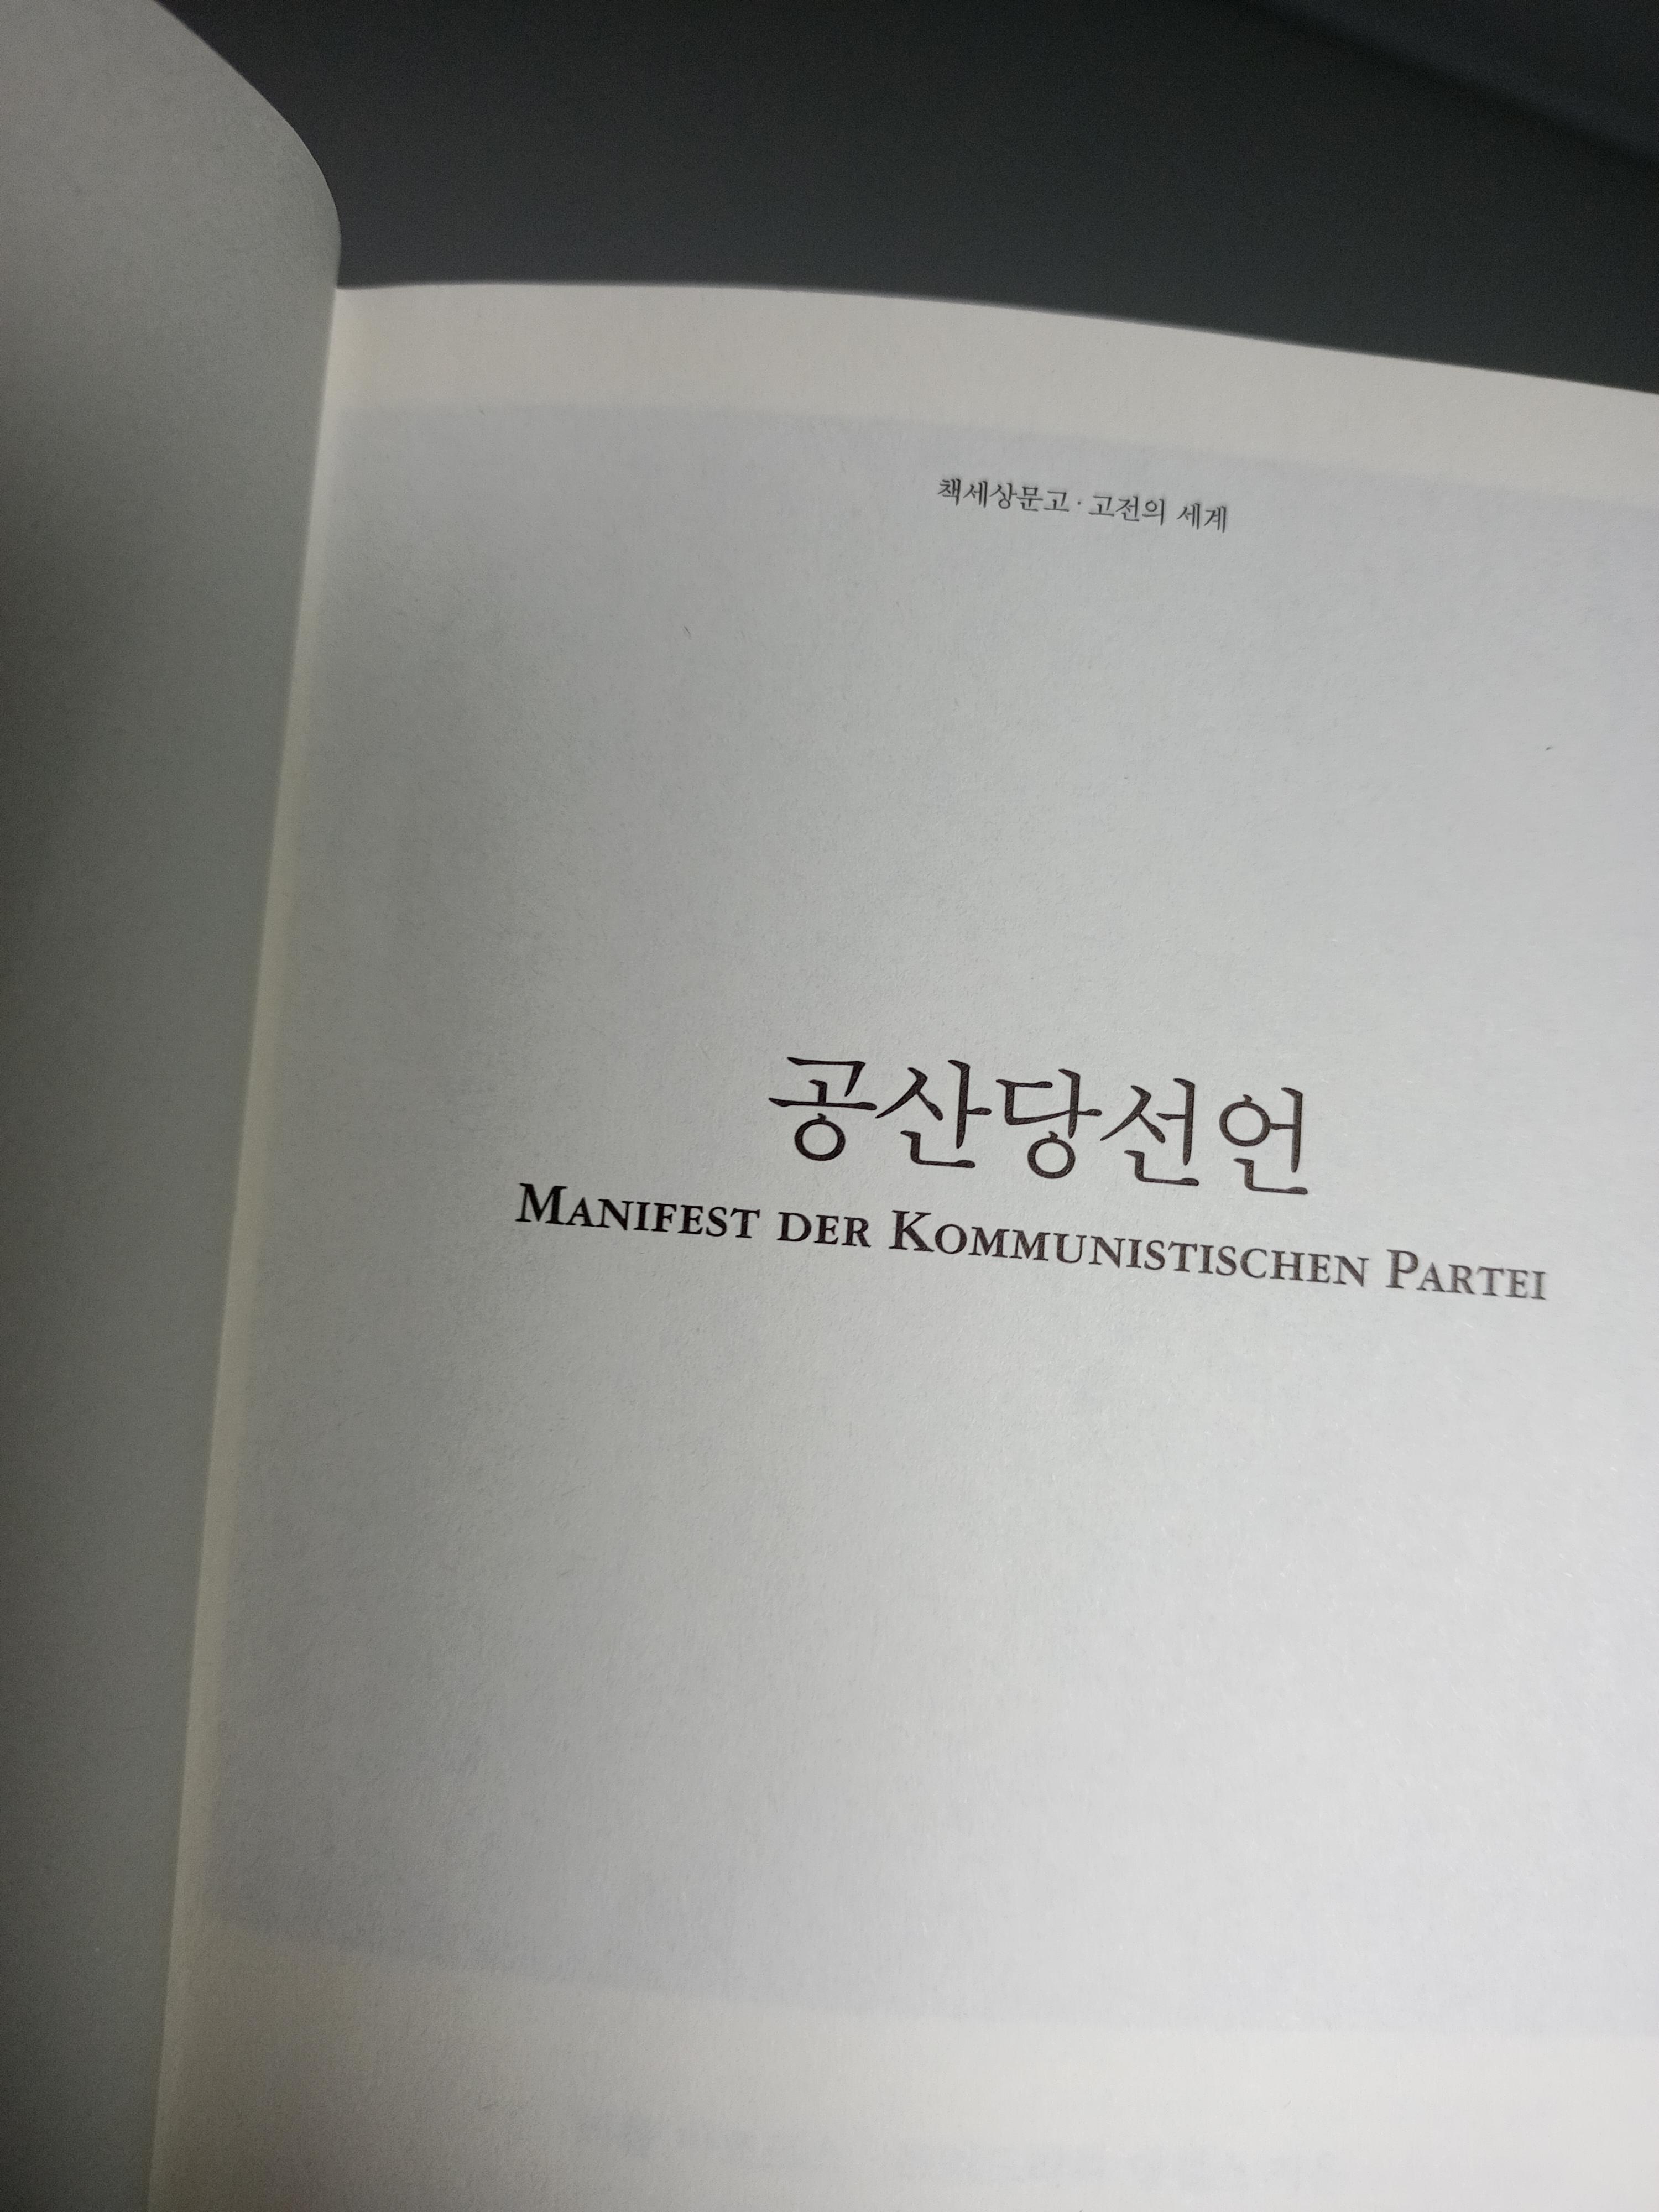 책세상문고·고전의 세계
공산당선언
MANIFEST DER KOMMUNISTISCHEN PARTEI